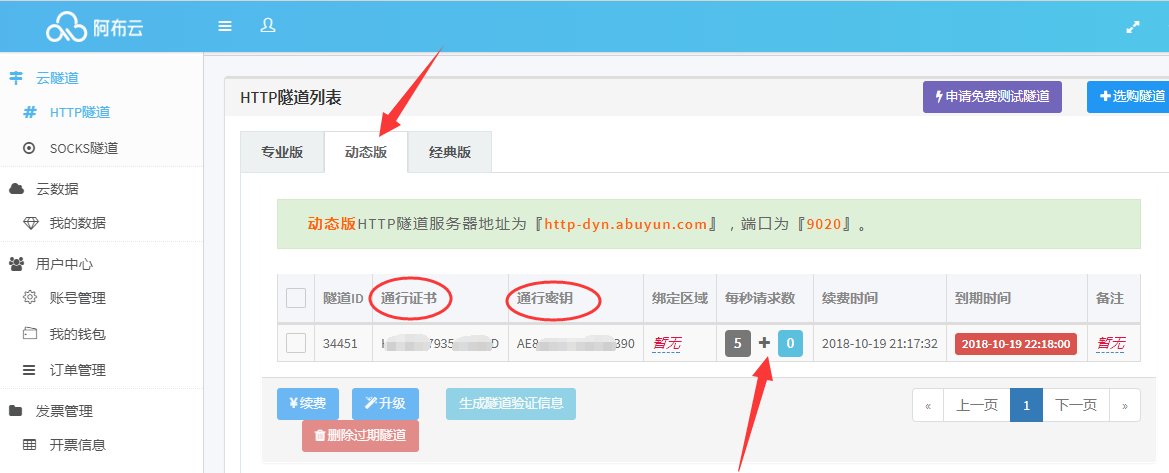 阿布云
云隧道
HTTP隧道
SOCKS隧道
云数据
我的数据
用户中心
账号管理
我的钱包
订单管理
发票管理
开票信息
HTTP隧道列表
申请免费测试隧道
选购隧道
专业版 动态版 经典版
动态版HTTP隧道服务器地址为『http-dyn.abuyun.com』，端口为『9020』。
隧道ID 通行证书 通行密钥 绑定区域 每秒请求数 续费时间 到期时间 备注
34451 7935 D AE8 390 暂无 5 + 0 2018-10-19 21:17:32 2018-10-19 22:18:00 暂无
¥续费 升级 生成隧道验证信息
删除过期隧道
« 上一页 1 下一页 »